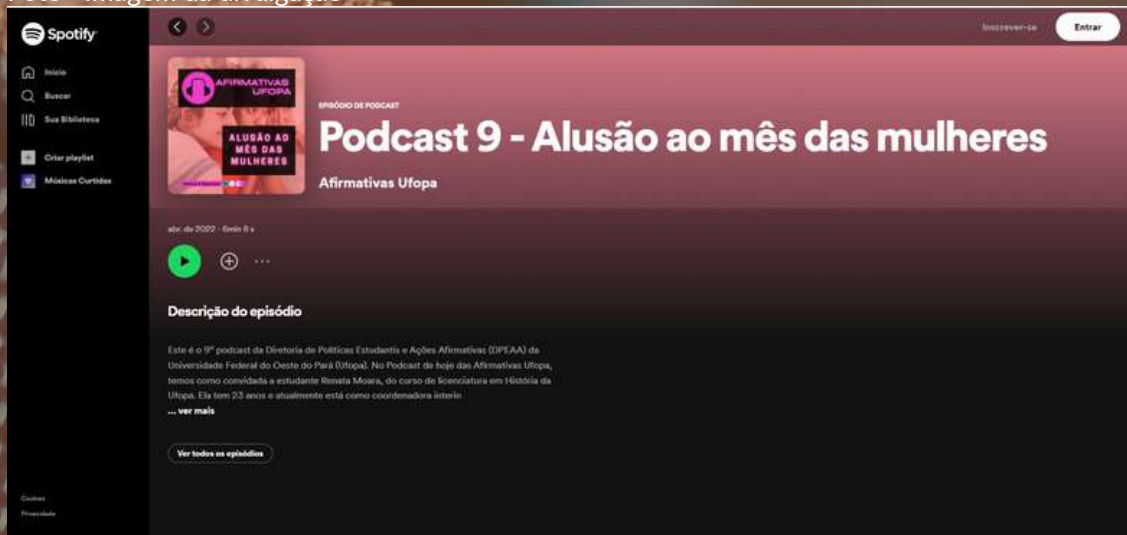 Spotify
Início
Buscar
Sua Biblioteca
Criar playlist
Músicas Curtidas
Cookies
Privacidade
Inscrever-se
Entrar
AFIRMATIVAS
UFOPA
ALUSÃO AO
MÊS DAS
MULHERES
EPISÓDIO DE PODCAST
Podcast 9 - Alusão ao mês das mulheres
Afirmativas Ufopa
abr. de 2022 · 6min 8 s
Descrição do episódio
Este é o 9º podcast da Diretoria de Políticas Estudantis e Ações Afirmativas (DPEAA) da
Universidade Federal do Oeste do Pará (Ufopa). No Podcast de hoje das Afirmativas Ufopa,
temos como convidada a estudante Renata Moara, do curso de licenciatura em História da
Ufopa. Ela tem 23 anos e atualmente está como coordenadora interin
... ver mais
Ver todos os episódios